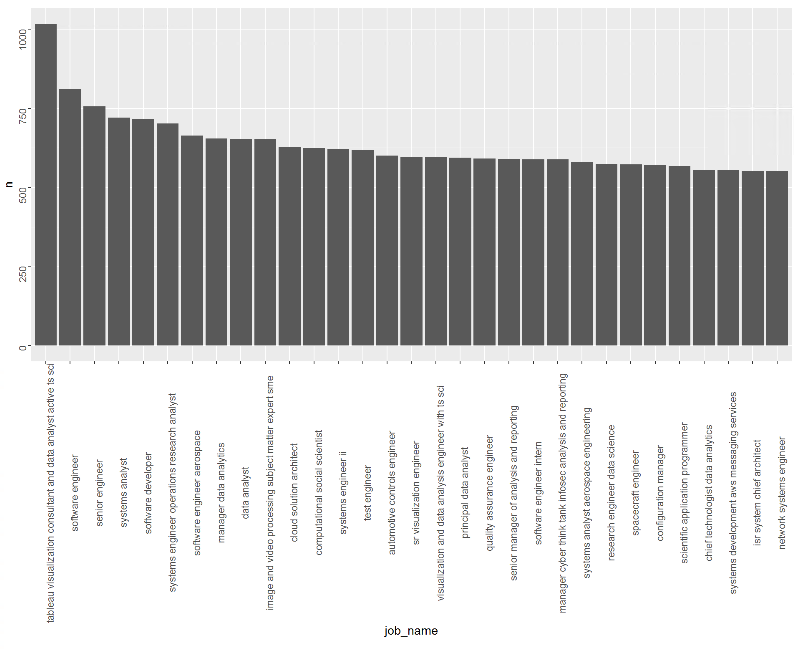 1000
750
500
250
0
n
tableau visualization consultant and data analyst active ts sci
software engineer
senior engineer
systems analyst
software developer
systems engineer operations research analyst
software engineer aerospace
manager data analytics
data analyst
image and video processing subject matter expert sme
cloud solution architect
computational social scientist
systems engineer ii
test engineer
automotive controls engineer
sr visualization engineer
visualization and data analysis engineer with ts sci
principal data analyst
quality assurance engineer
senior manager of analysis and reporting
software engineer intern
manager cyber think tank infosec analysis and reporting
systems analyst aerospace engineering
research engineer data science
spacecraft engineer
configuration manager
scientific application programmer
chief technologist data analytics
systems development aws messaging services
isr system chief architect
network systems engineer
job_name